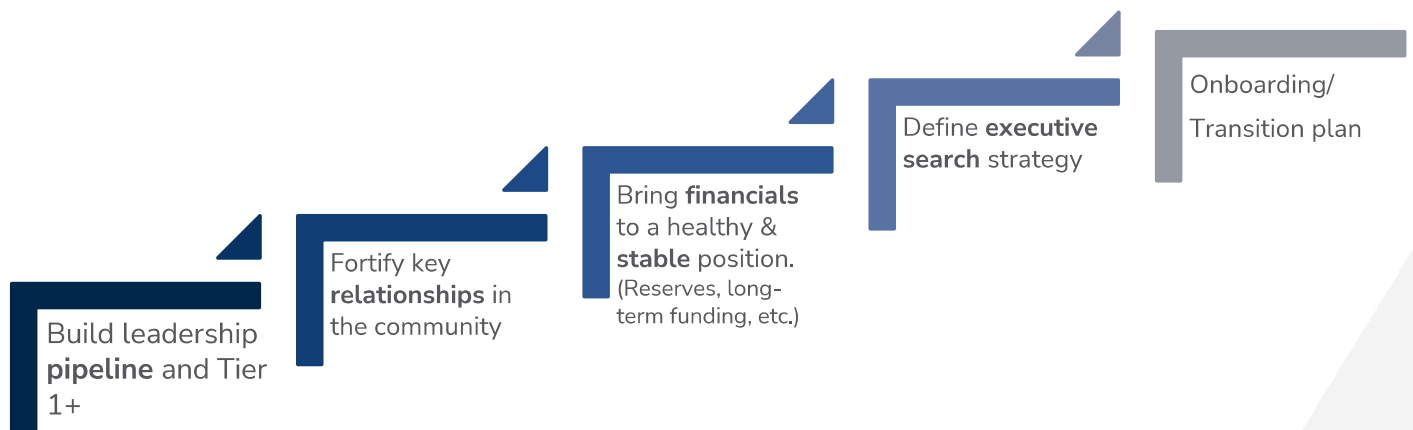 Build leadership
pipeline and Tier
1+
Fortify key
relationships in
the community
Bring financials
to a healthy &
stable position.
(Reserves, long-
term funding, etc.)
Define executive
search strategy
Onboarding/
Transition plan